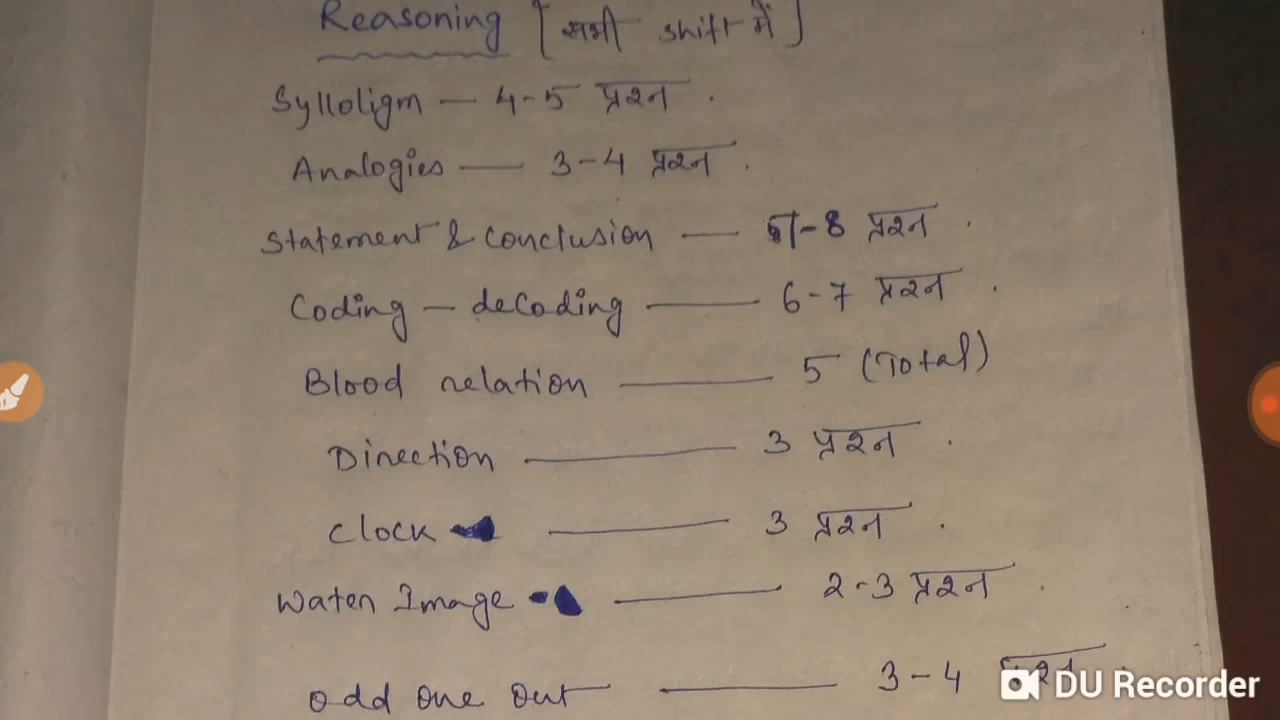 Reasoning [सभी shift में]
Sylloligm — 4-5 प्रश्न .
Analogies — 3-4 प्रश्न .
Statement & Conclusion — -8 प्रश्न .
Coding - decoding — 6-7 प्रश्न .
Blood relation — 5 (Total)
Direction — 3 प्रश्न .
Clock — 3 प्रश्न .
Water Image — 2-3 प्रश्न .
Odd one out — 3-4 प्रश्न
DU Recorder